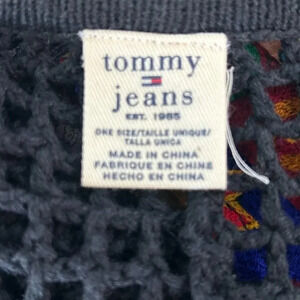 tommy
jeans
EST. 1985
ONE SIZE/TAILLE UNIQUE/
TALLA UNICA
MADE IN CHINA
FABRIQUE EN CHINE
HECHO EN CHINA